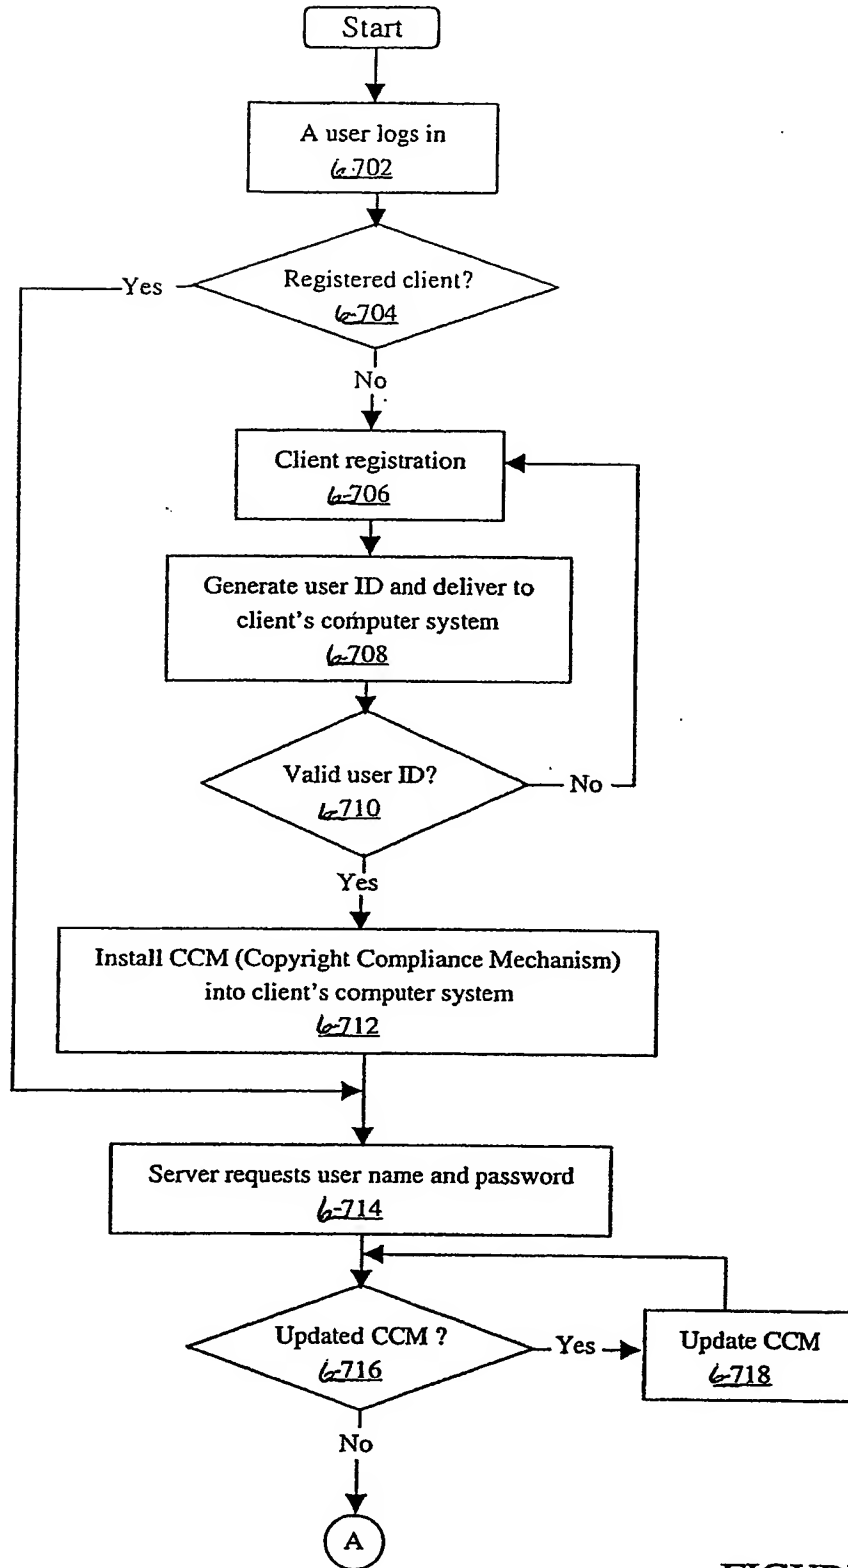 Start
A user logs in
6-702
Registered client?
6-704
Yes
No
Client registration
6-706
Generate user ID and deliver to
client's computer system
6-708
Valid user ID?
6-710
No
Yes
Install CCM (Copyright Compliance Mechanism)
into client's computer system
6-712
Server requests user name and password
6-714
Updated CCM ?
6-716
Yes
Update CCM
6-718
No
A